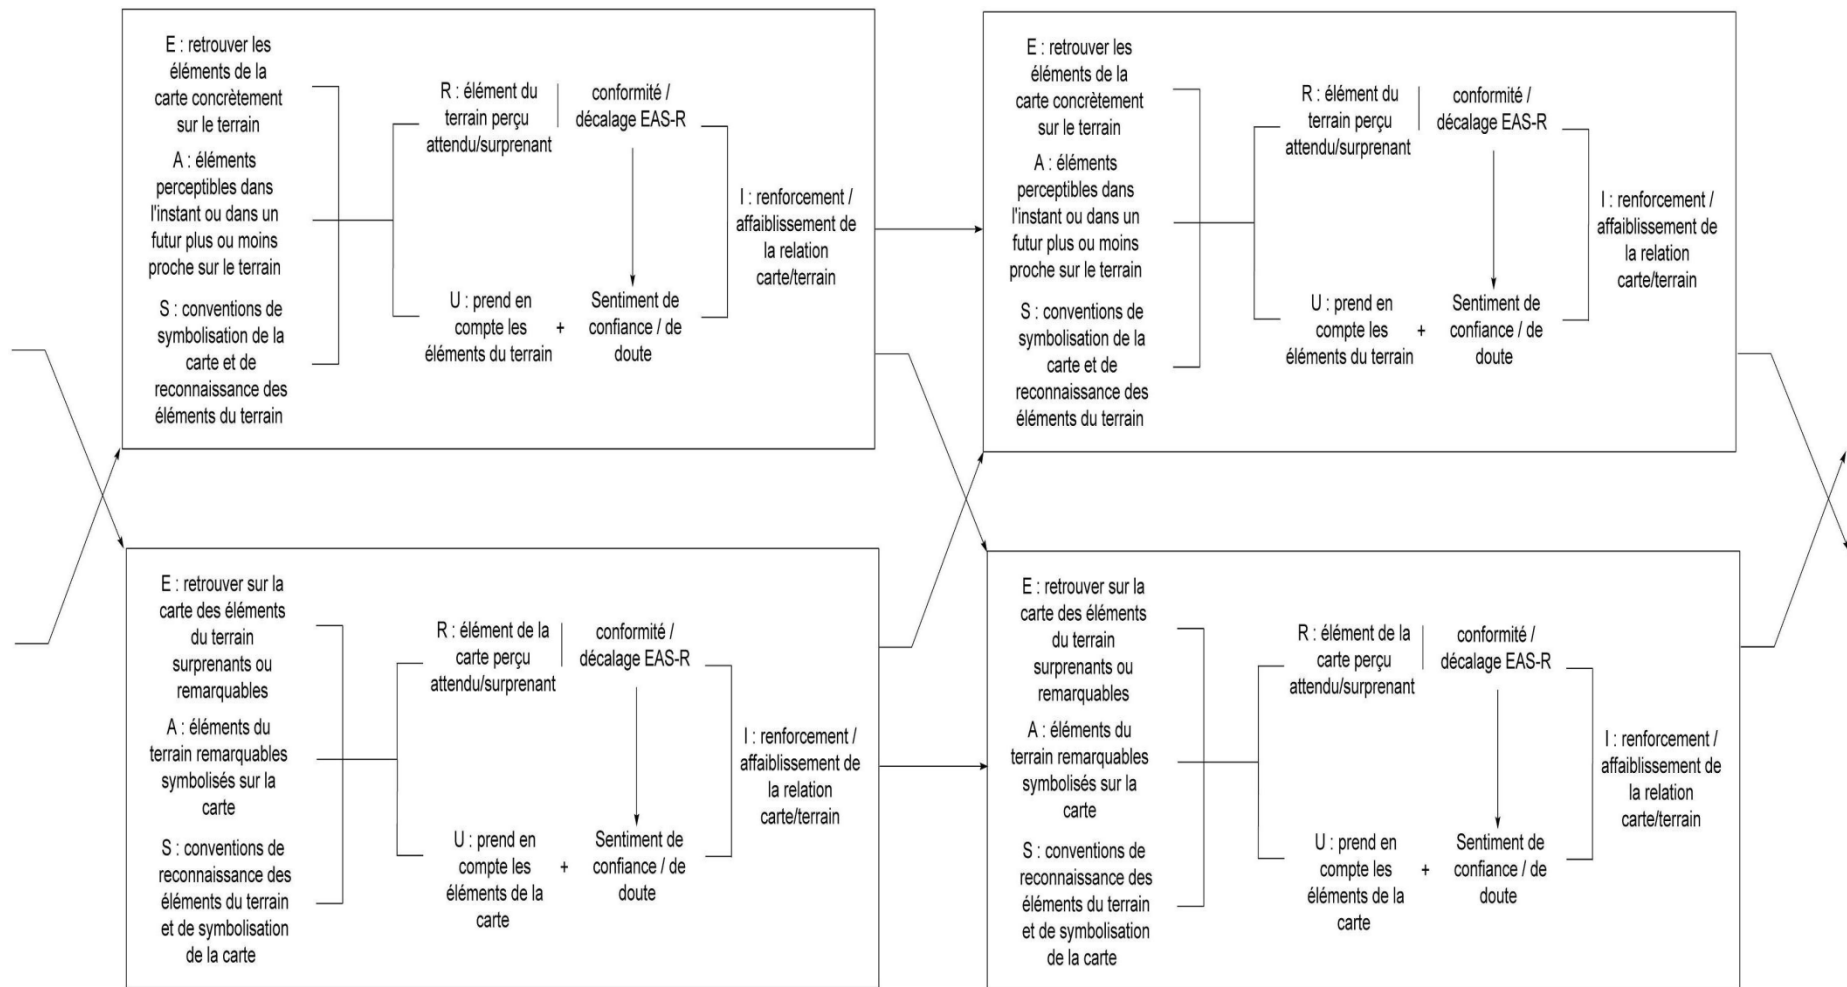 E : retrouver les
éléments de la
carte concrètement
sur le terrain
A : éléments
perceptibles dans
l'instant ou dans un
futur plus ou moins
proche sur le terrain
S : conventions de
symbolisation de la
carte et de
reconnaissance des
éléments du terrain
R : élément du
terrain perçu
attendu/surprenant
conformité /
décalage EAS-R
U : prend en
compte les
éléments du terrain
+
Sentiment de
confiance / de
doute
I : renforcement /
affaiblissement de
la relation
carte/terrain
E : retrouver les
éléments de la
carte concrètement
sur le terrain
A : éléments
perceptibles dans
l'instant ou dans un
futur plus ou moins
proche sur le terrain
S : conventions de
symbolisation de la
carte et de
reconnaissance des
éléments du terrain
R : élément du
terrain perçu
attendu/surprenant
conformité /
décalage EAS-R
U : prend en
compte les
éléments du terrain
+
Sentiment de
confiance / de
doute
I : renforcement /
affaiblissement de
la relation
carte/terrain
E : retrouver sur la
carte des éléments
du terrain
surprenants ou
remarquables
A : éléments du
terrain remarquables
symbolisés sur la
carte
S : conventions de
reconnaissance des
éléments du terrain
et de symbolisation
de la carte
R : élément de la
carte perçu
attendu/surprenant
conformité /
décalage EAS-R
U : prend en
compte les
éléments de la
carte
+
Sentiment de
confiance / de
doute
I : renforcement /
affaiblissement de
la relation
carte/terrain
E : retrouver sur la
carte des éléments
du terrain
surprenants ou
remarquables
A : éléments du
terrain remarquables
symbolisés sur la
carte
S : conventions de
reconnaissance des
éléments du terrain
et de symbolisation
de la carte
R : élément de la
carte perçu
attendu/surprenant
conformité /
décalage EAS-R
U : prend en
compte les
éléments de la
carte
+
Sentiment de
confiance / de
doute
I : renforcement /
affaiblissement de
la relation
carte/terrain